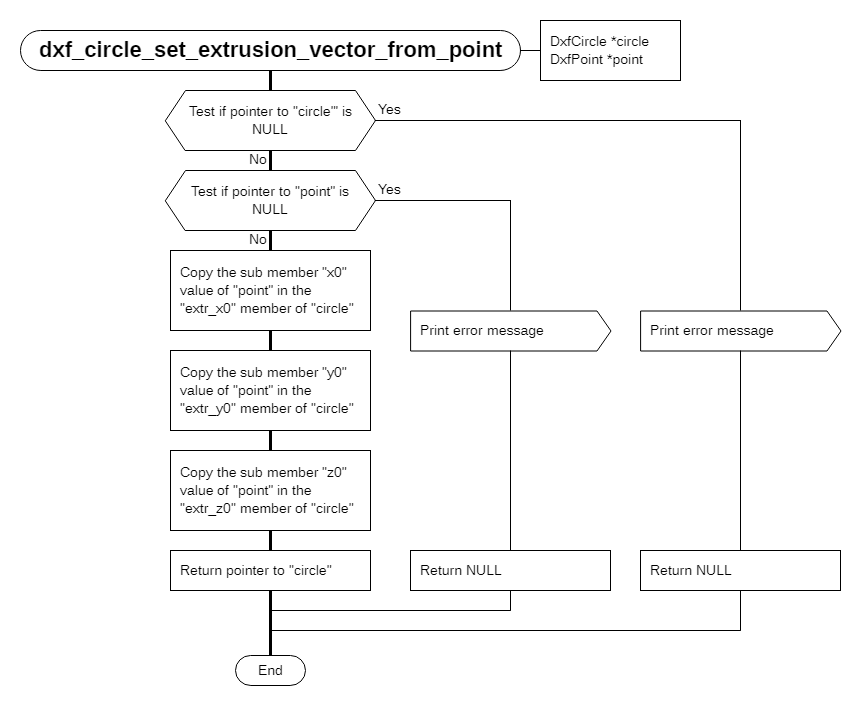 dxf_circle_set_extrusion_vector_from_point
DxfCircle *circle
DxfPoint *point
Test if pointer to "circle'" is
NULL
Yes
No
Test if pointer to "point" is
NULL
Yes
No
Copy the sub member "x0"
value of "point" in the
"extr_x0" member of "circle"
Print error message
Print error message
Copy the sub member "y0"
value of "point" in the
"extr_y0" member of "circle"
Copy the sub member "z0"
value of "point" in the
"extr_z0" member of "circle"
Return pointer to "circle"
Return NULL
Return NULL
End